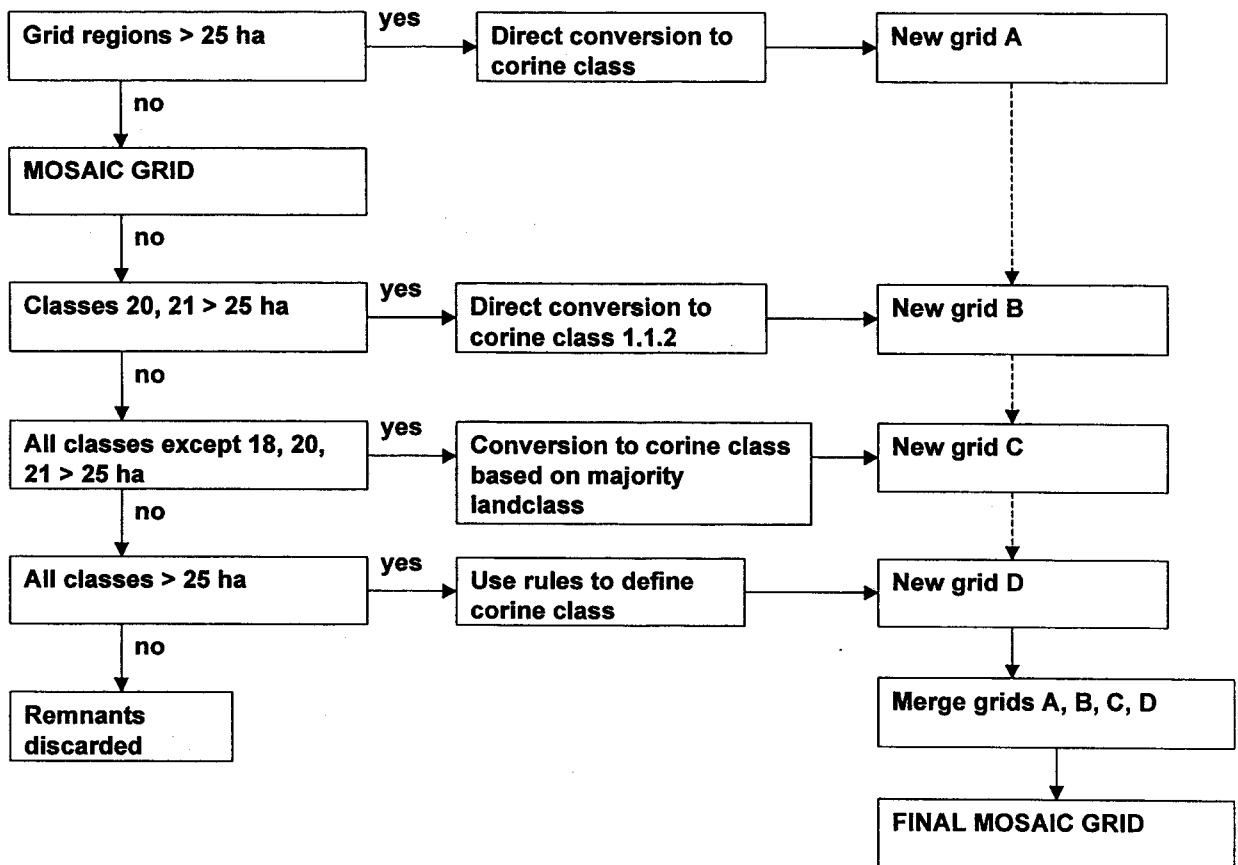 Grid regions > 25 ha
yes
Direct conversion to
corine class
New grid A
no
MOSAIC GRID
no
Classes 20, 21 > 25 ha
yes
Direct conversion to
corine class 1.1.2
New grid B
no
All classes except 18, 20,
21 > 25 ha
yes
Conversion to corine class
based on majority
landclass
New grid C
no
All classes > 25 ha
yes
Use rules to define
corine class
New grid D
no
Remnants
discarded
Merge grids A, B, C, D
FINAL MOSAIC GRID